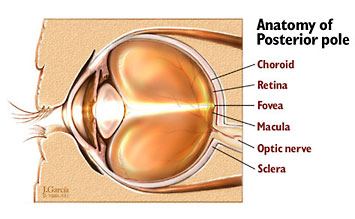 Anatomy of
Posterior pole
Choroid
Retina
Fovea
Macula
Optic nerve
Sclera
J.Garcia